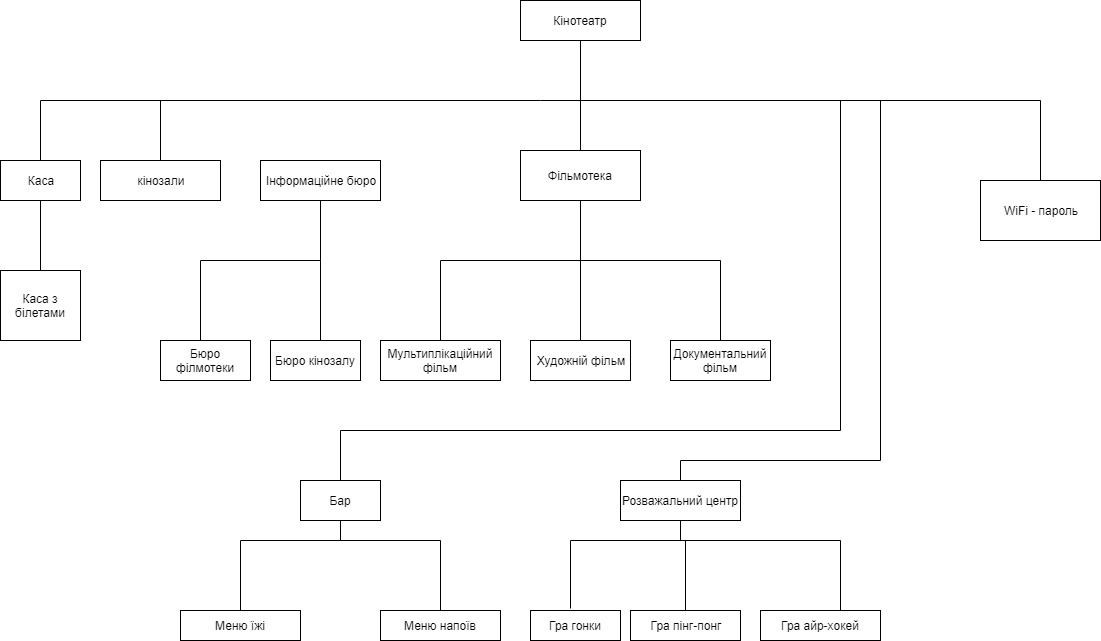 Кінотеатр
Каса
кінозали
Інформаційне бюро
Фільмотека
WiFi - пароль
Каса з
білетами
Бюро
філмотеки
Бюро кінозалу
Мультиплікаційний
фільм
Художній фільм
Документальний
фільм
Бар
Розважальний центр
Меню їжі
Меню напоїв
Гра гонки
Гра пінг-понг
Гра айр-хокей